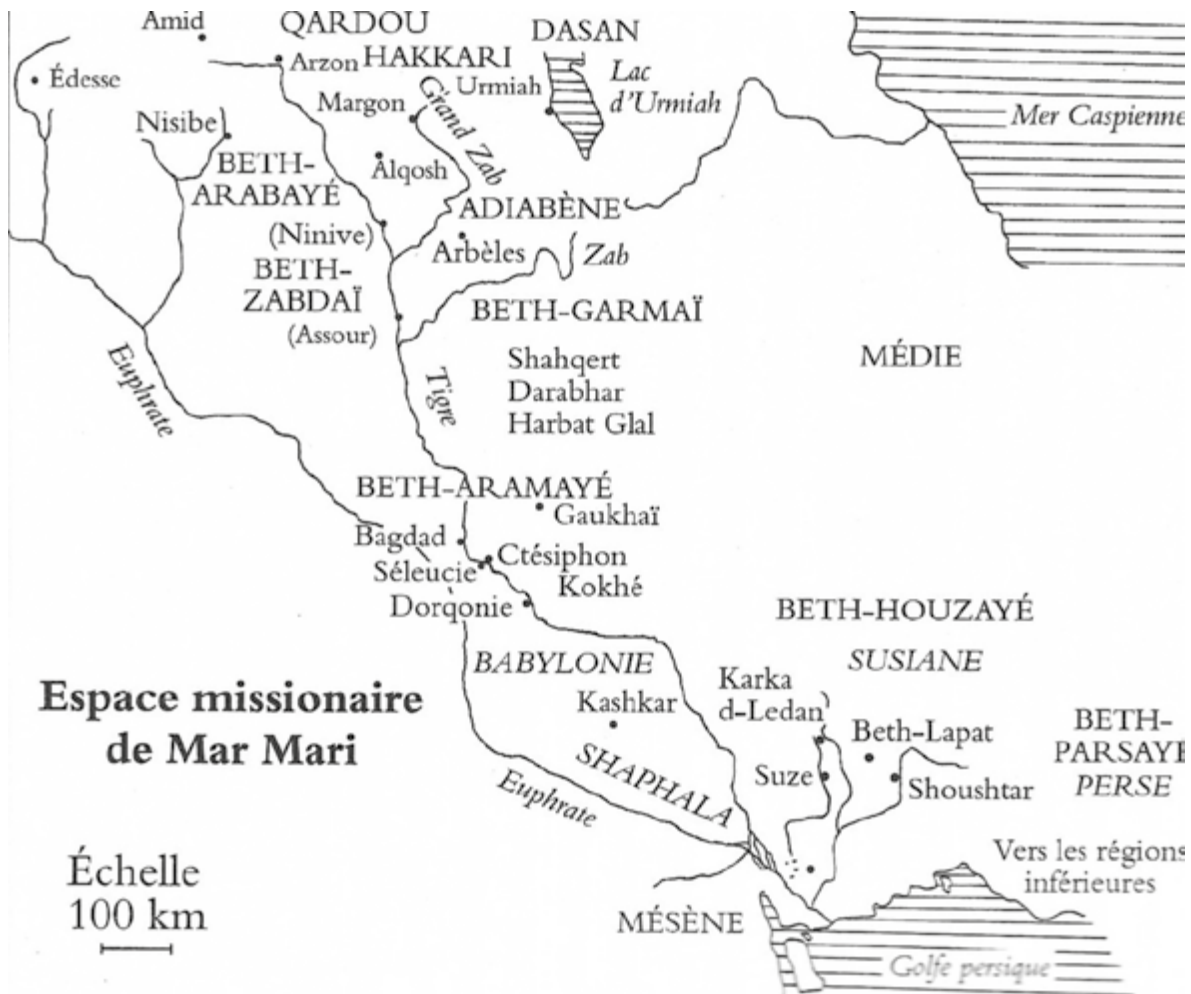 Amid
QARDOU
DASAN
Édesse
Arzon
HAKKARI
Urmiah
Lac
d'Urmiah
Margon
Grand Zab
Mer Caspienne
Nisibe
Alqosh
BETH-
ARABAYÉ
ADIABÈNE
(Ninive)
Arbèles
Zab
BETH-
ZABDAÏ
(Assour)
BETH-GARMAÏ
Shahqert
Darabhar
Harbat Glal
MÉDIE
Euphrate
Tigre
BETH-ARAMAYÉ
Gaukhaï
Bagdad
Ctésiphon
Séleucie
Kokhé
Dorqonie
BETH-HOUZAYÉ
SUSIANE
BABYLONIE
Kashkar
Karka
d-Ledan
Beth-Lapat
BETH-
PARSAYÉ
PERSE
Espace missionaire
de Mar Mari
SHAPHALA
Suze
Shoushtar
Euphrate
Échelle
100 km
Vers les régions
inférieures
MÉSÈNE
Golfe persique